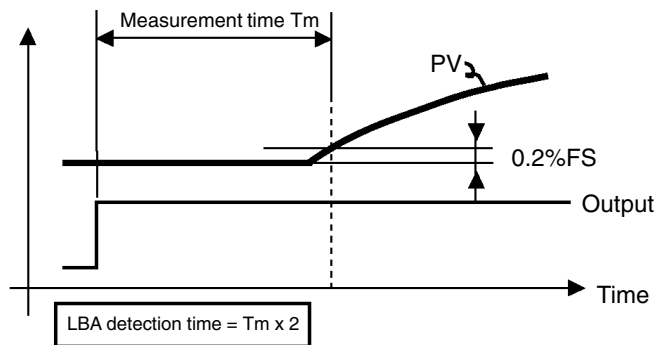 Measurement time Tm
PV
0.2%FS
Output
Time
LBA detection time = Tm x 2